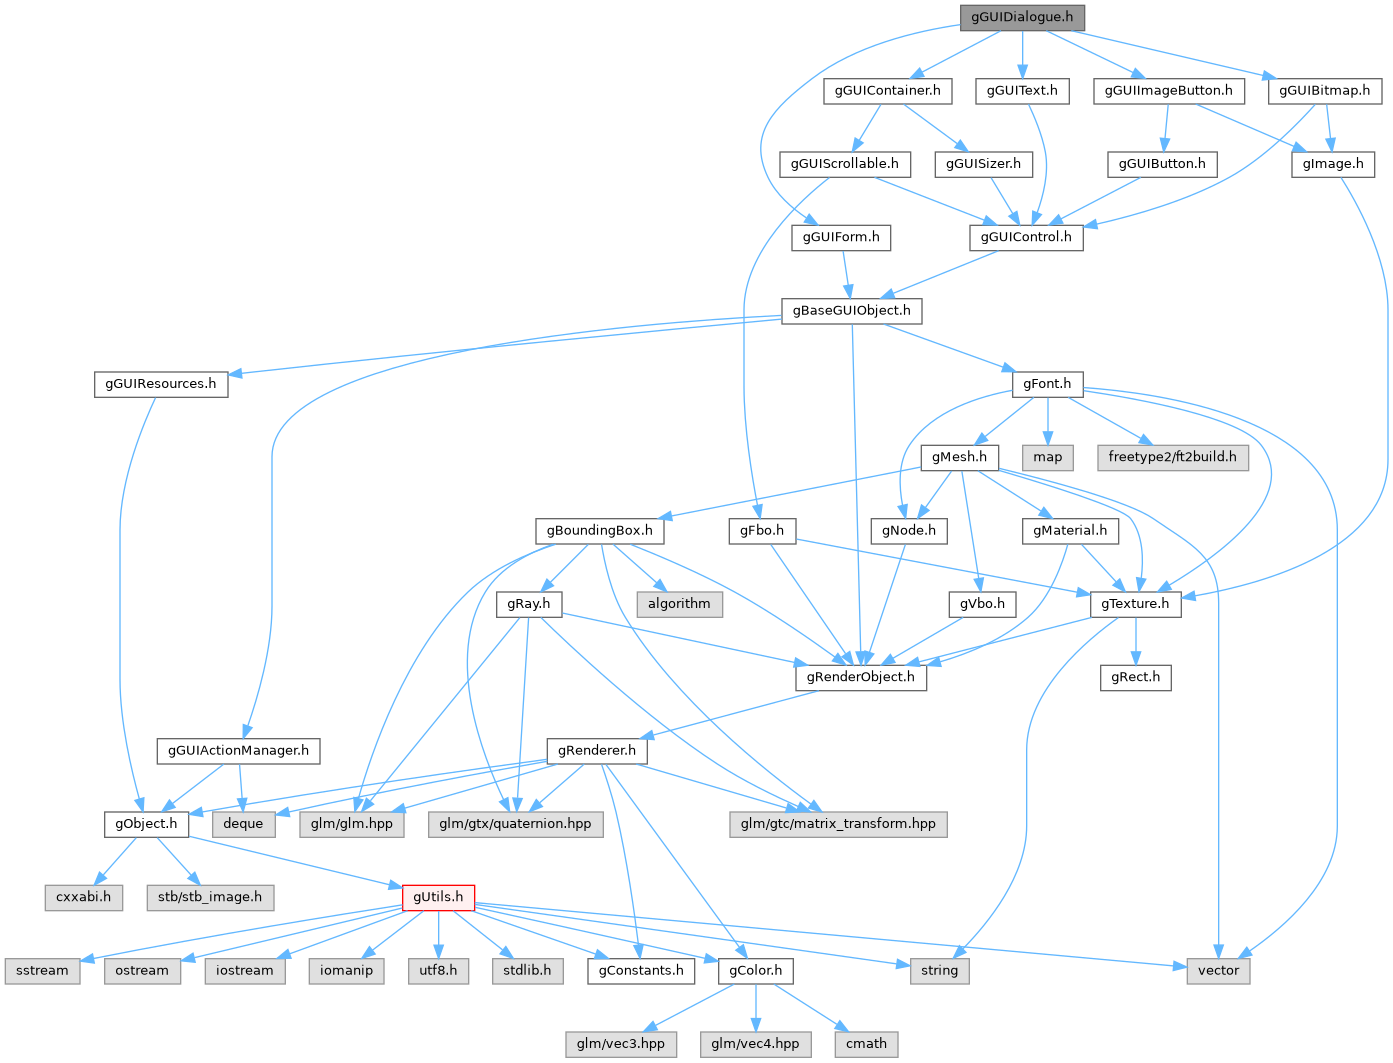 gGUIDialogue.h
gGUIContainer.h
gGUIText.h
gGUIImageButton.h
gGUIBitmap.h
gGUIScrollable.h
gGUISizer.h
gGUIButton.h
gImage.h
gGUIForm.h
gGUIControl.h
gBaseGUIObject.h
gGUIResources.h
gFont.h
gMesh.h
map
freetype2/ft2build.h
gBoundingBox.h
gFbo.h
gNode.h
gMaterial.h
gRay.h
algorithm
gVbo.h
gTexture.h
gRenderObject.h
gRect.h
gGUIActionManager.h
gRenderer.h
gObject.h
deque
glm/glm.hpp
glm/gtx/quaternion.hpp
glm/gtc/matrix_transform.hpp
cxxabi.h
stb/stb_image.h
gUtils.h
sstream
ostream
iostream
iomanip
utf8.h
stdlib.h
gConstants.h
gColor.h
string
vector
glm/vec3.hpp
glm/vec4.hpp
cmath